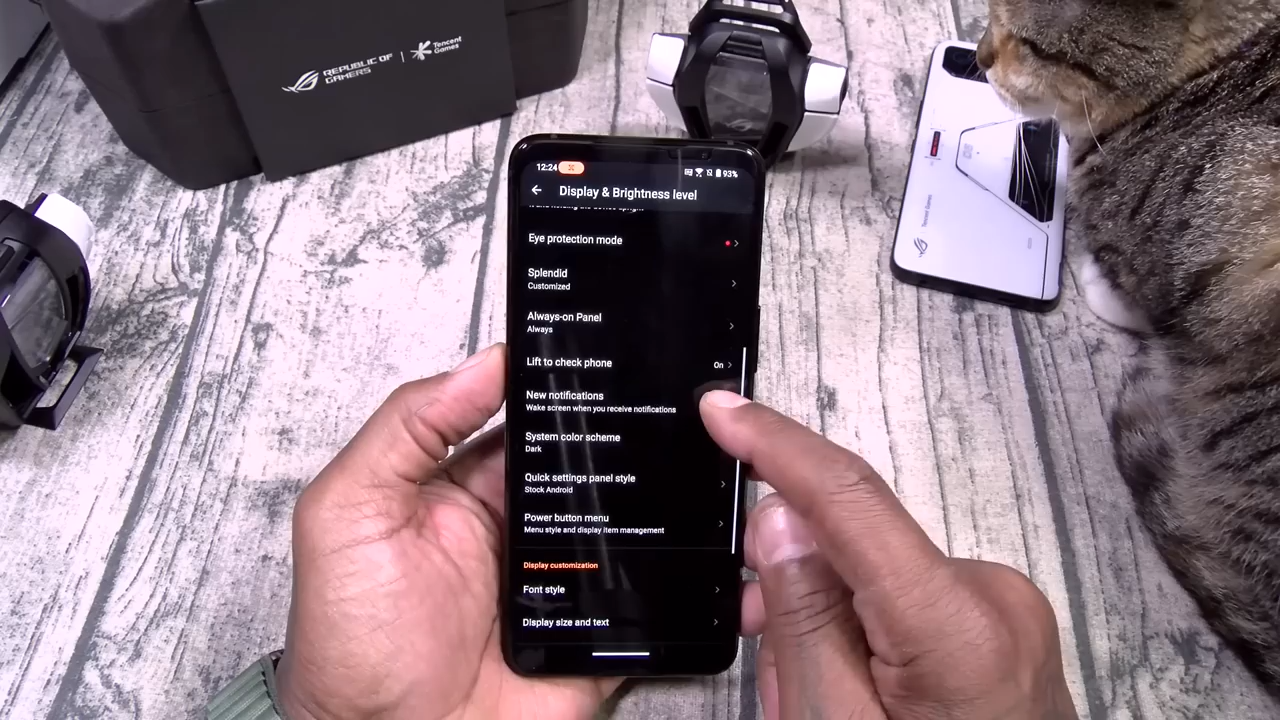 REPUBLIC OF
GAMERS
Tencent
Games
12:24
93%
Display & Brightness level
Eye protection mode
Splendid
Customized
Always-on Panel
Always
Lift to check phone
On
New notifications
Wake screen when you receive notifications
System color scheme
Dark
Quick settings panel style
Stock Android
Power button menu
Menu style and display item management
Display customization
Font style
Display size and text
Tencent Games